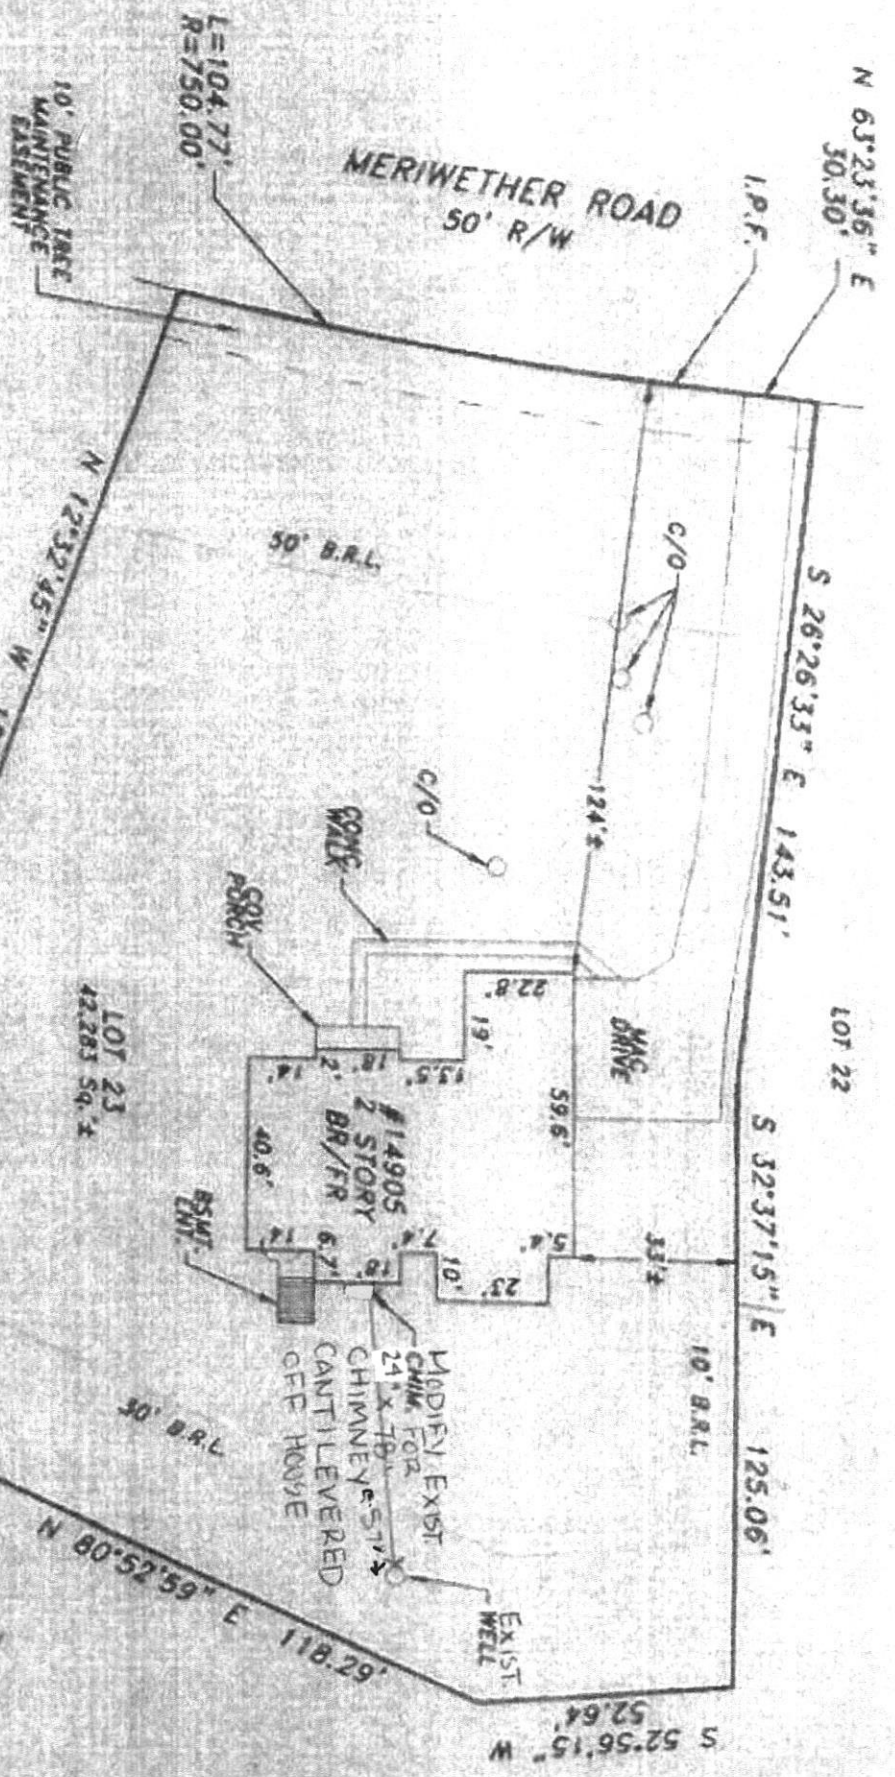 N 63°23'36" E
50.30'
I.P.F.
MERIWETHER ROAD
50' R/W
L=104.77'
R=750.00'
10' PUBLIC TREE
MAINTENANCE
EASEMENT
S 26°26'33" E 143.51'
LOT 22
C/O
50' B.R.L.
N 12°32'45" W
124'±
C/O
CONC
WALK
COV
PORCH
MAC
DRIVE
22.8'
19'
13.5'
18'
2'
14'
59.6'
#14905
2 STORY
BR/FR
40.6'
LOT 23
42,283 Sq.'±
S 32°37'15" E 125.06'
33'±
5.4'
23'
10'
7.4'
18'
6.7'
14'
BSMT.
ENT.
10' B.R.L.
MODIFY EXIST
CHIM. FOR
24" X 78"
CHIMNEY
CANTILEVERED
OFF HOUSE
57'±
EXIST.
WELL
30' B.R.L.
N 80°52'59" E 118.29'
S 52°56'15" W
52.64'